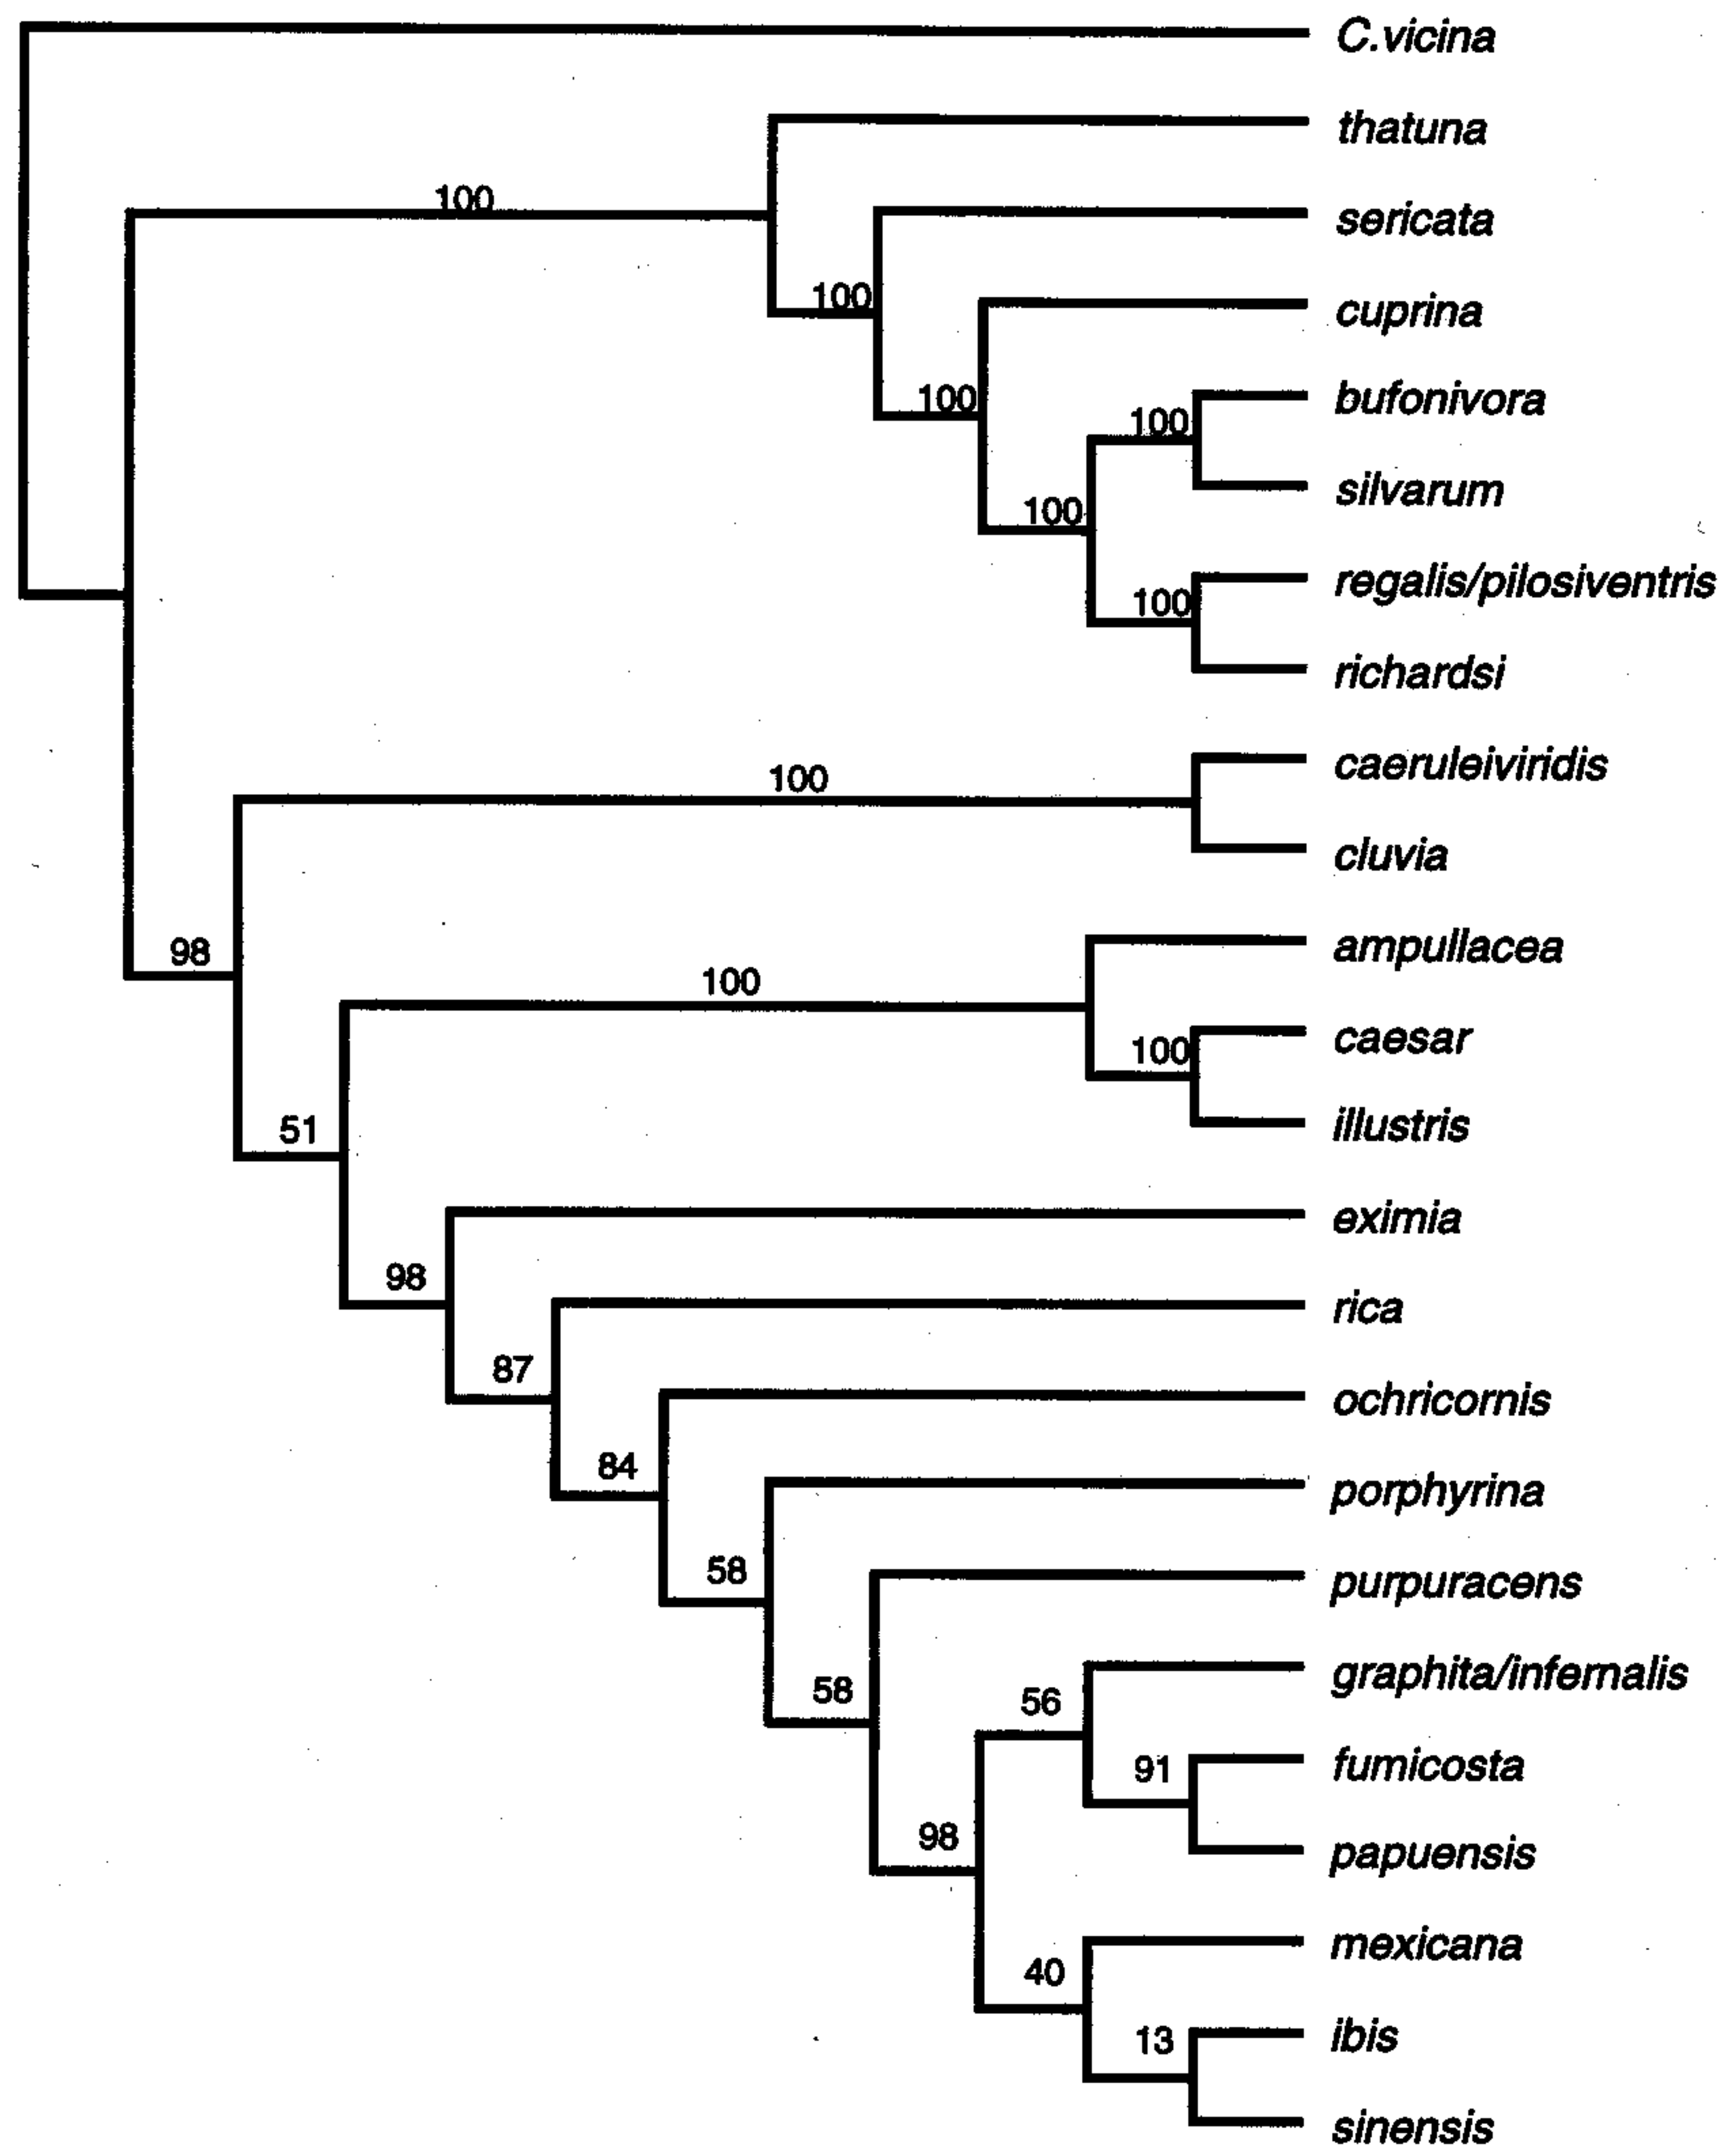 C.vicina
thatuna
100
sericata
100
cuprina
100
bufonivora
100
silvarum
100
regalis/pilosiventris
100
richardsi
caeruleiviridis
100
cluvia
ampullacea
98
100
caesar
100
illustris
51
eximia
98
rica
87
ochricornis
84
porphyrina
58
purpuracens
graphita/infernalis
58
56
fumicosta
91
papuensis
98
mexicana
40
ibis
13
sinensis